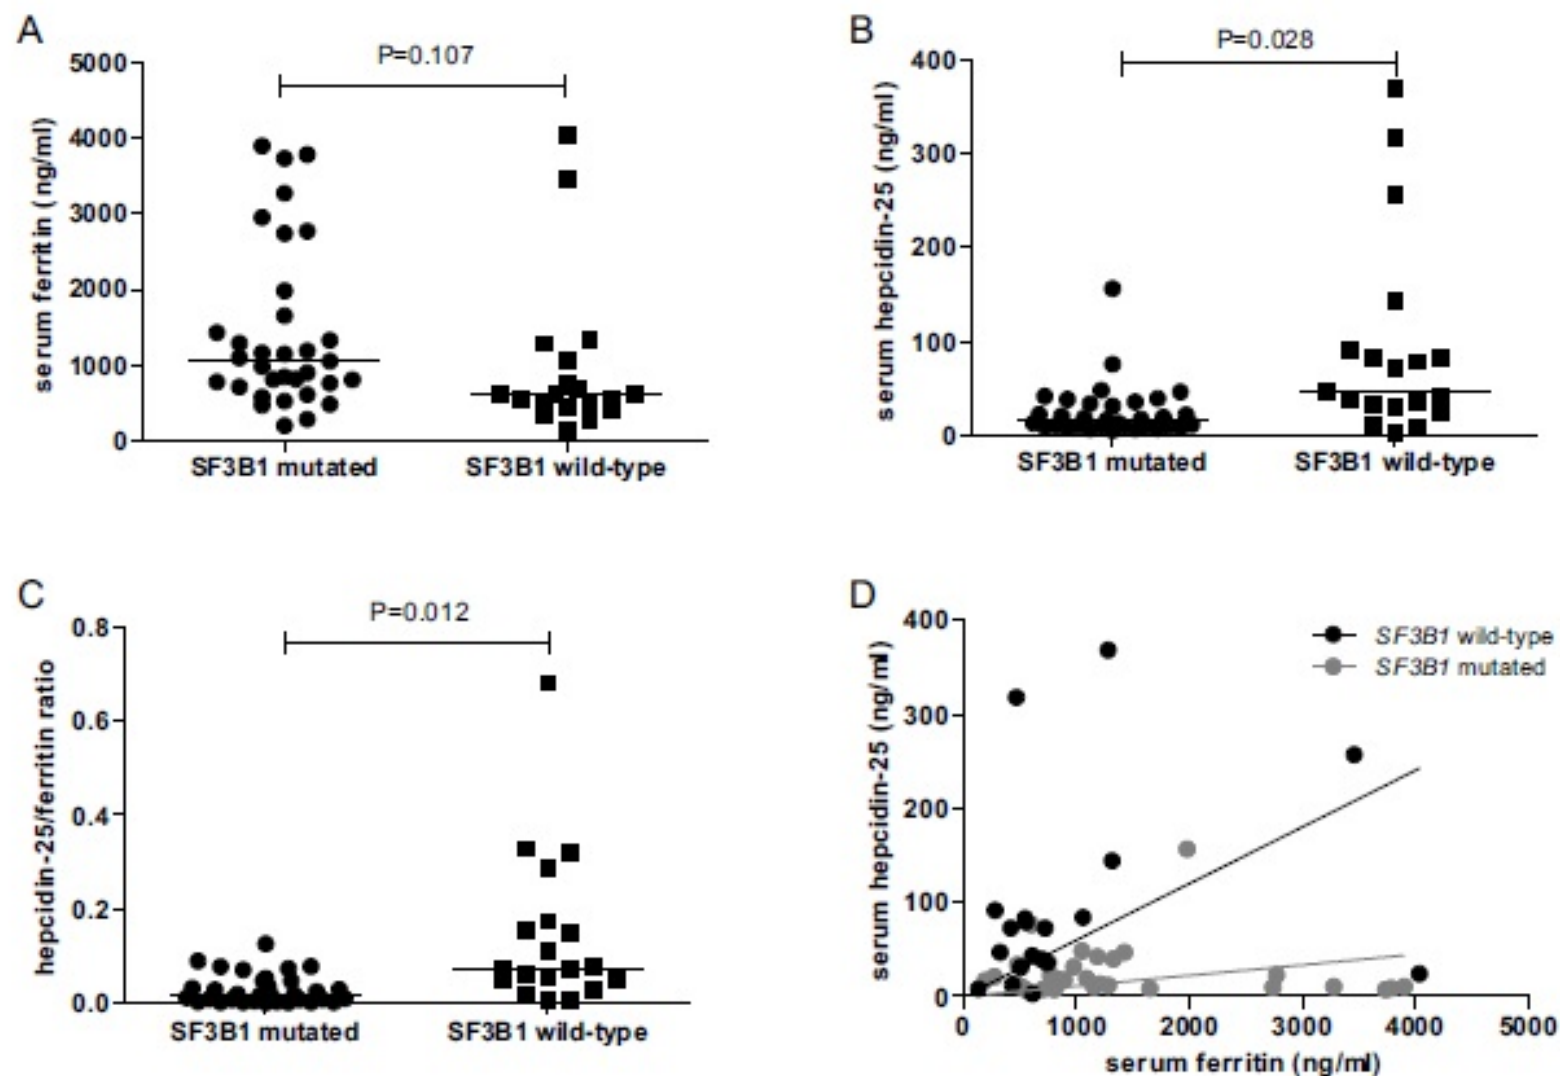 A
P=0.107
serum ferritin (ng/ml)
5000
4000
3000
2000
1000
0
SF3B1 mutated
SF3B1 wild-type
B
P=0.028
serum hepcidin-25 (ng/ml)
400
300
200
100
0
SF3B1 mutated
SF3B1 wild-type
C
P=0.012
hepcidin-25/ferritin ratio
0.8
0.6
0.4
0.2
0.0
SF3B1 mutated
SF3B1 wild-type
D
SF3B1 wild-type
SF3B1 mutated
serum hepcidin-25 (ng/ml)
400
300
200
100
0
0 1000 2000 3000 4000 5000
serum ferritin (ng/ml)